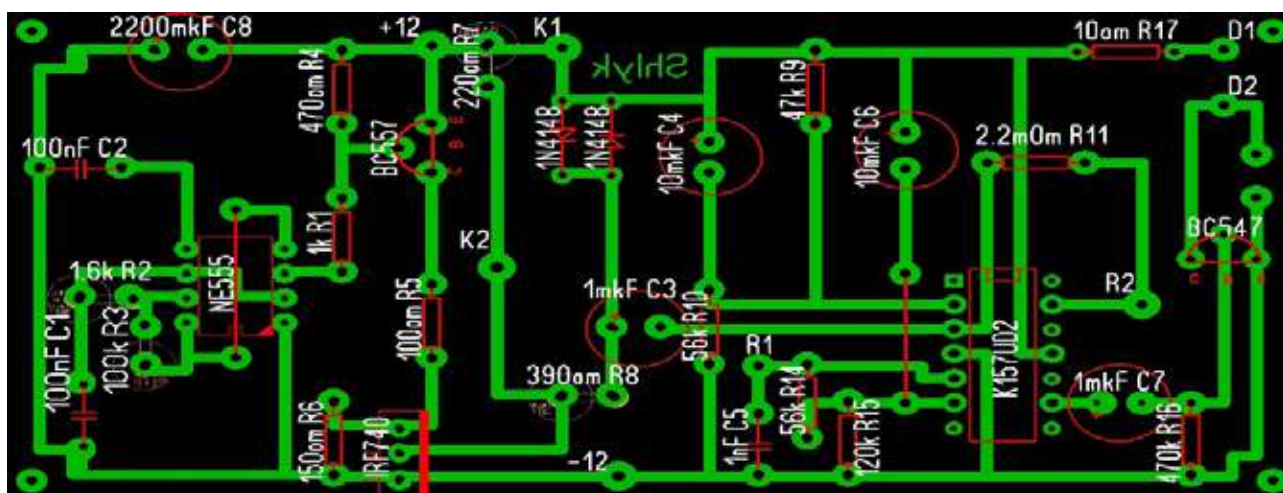 2200mkF C8
+12
220om R7
K1
10om R17
D1
Shlyk
470om R4
47k R9
D2
BC557
1N4148
1N4148
10mkF C4
10mkF C6
2.2m0m R11
100nF C2
1k R1
K2
BC547
1.6k R2
NE555
R2
1mkF C3
100nF C1
100k R3
100om R5
56k R10
R1
K157UD2
1mkF C7
390om R8
56k R14
150om R6
IRF740
1nF C5
120k R15
470k R16
-12